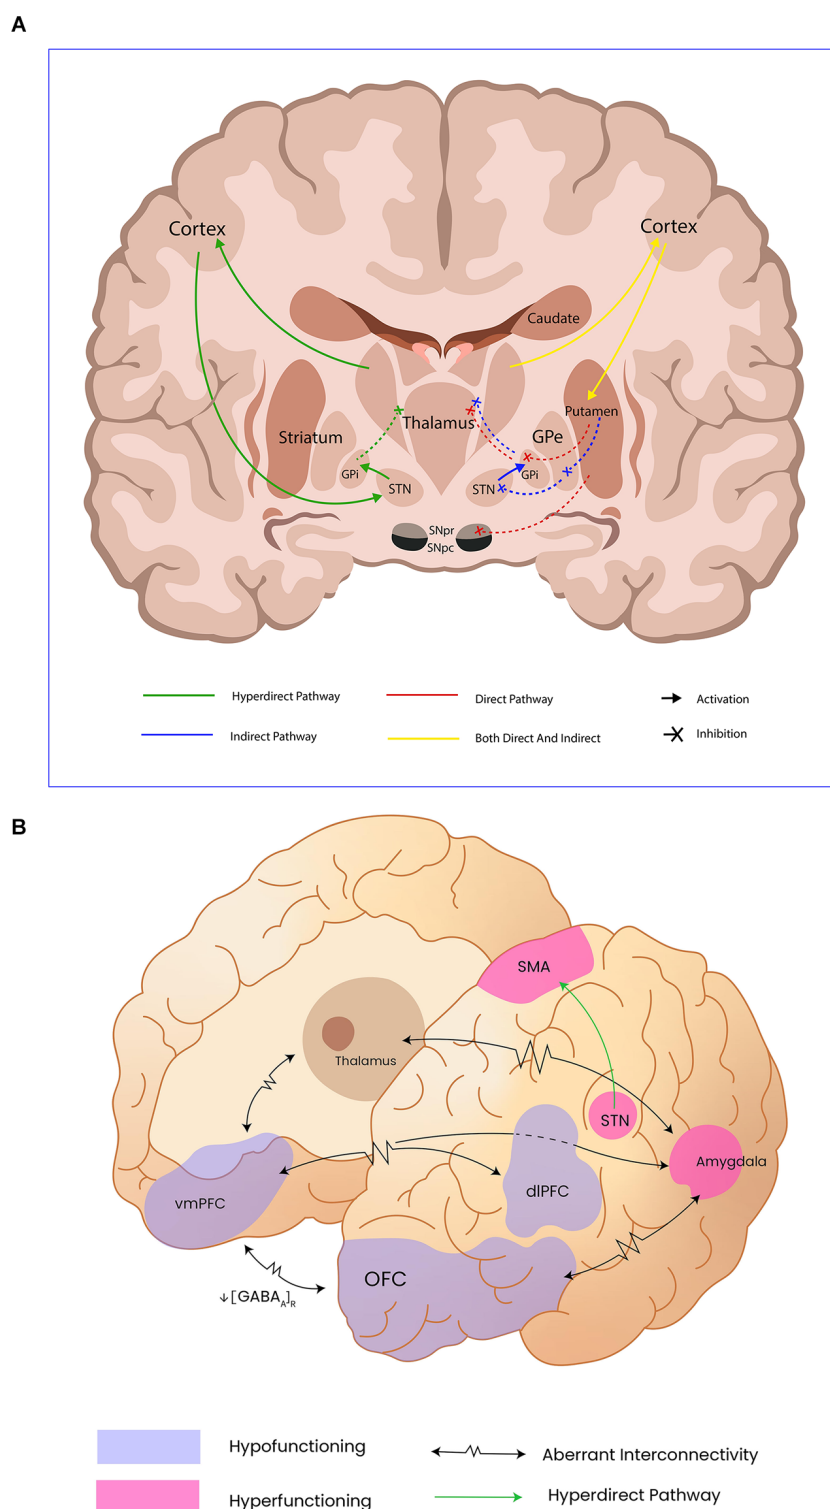 A
Cortex
Cortex
Caudate
Putamen
Striatum
Thalamus
GPe
GPi
STN
STN
GPi
SNpr
SNpc
Hyperdirect Pathway
Direct Pathway
Activation
Indirect Pathway
Both Direct And Indirect
Inhibition
B
SMA
Thalamus
STN
Amygdala
vmPFC
dlPFC
OFC
↓[GABA_A]_R
Hypofunctioning
Aberrant Interconnectivity
Hyperfunctioning
Hyperdirect Pathway